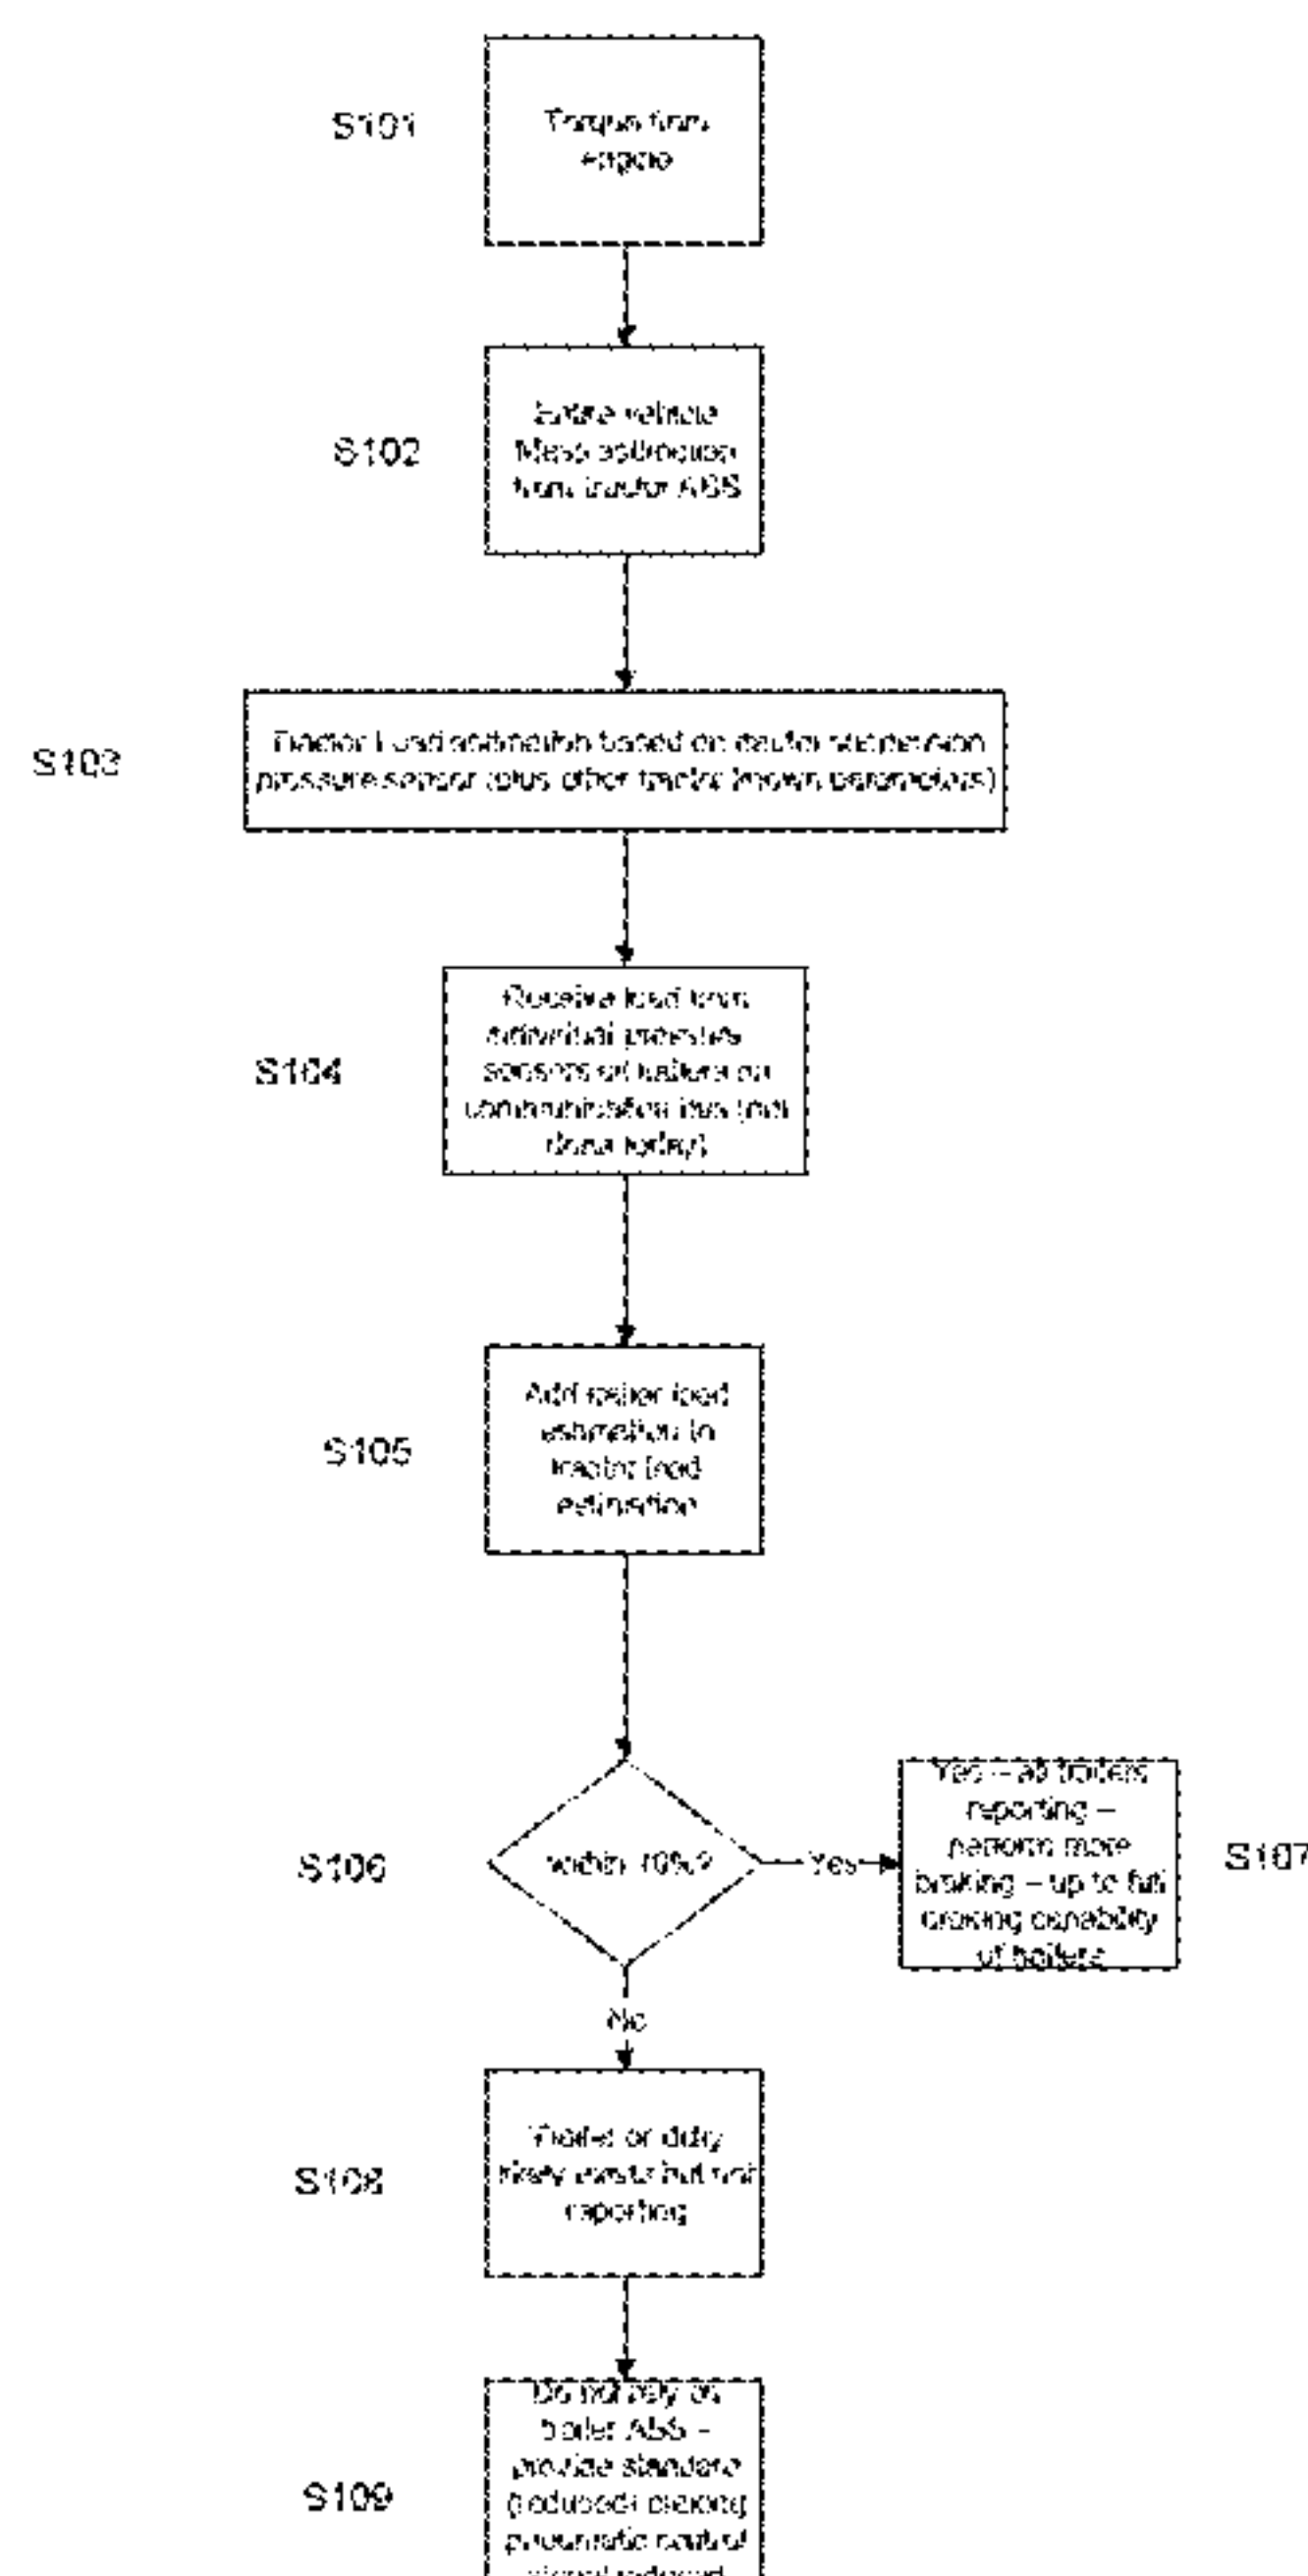 S101
Torque from
engine
S102
Entire vehicle
Mass estimation
from tractor ABS
S103
Tractor Load estimation based on tractor suspension
pressure sensor (plus other tractor known parameters)
S104
Receive load from
individual pressure
sensors of trailers on
communication bus (not
done today)
S105
Add trailer load
estimation to
tractor load
estimation
S106
within 10%?
Yes
Yes – all trailers
reporting –
perform more
braking – up to full
braking capability
of trailers
S107
No
S108
Trailer or dolly
likely exists but not
reporting
S109
Do not rely on
trailer ABS –
provide standard
(reduced) braking
pneumatic control
signal reduced